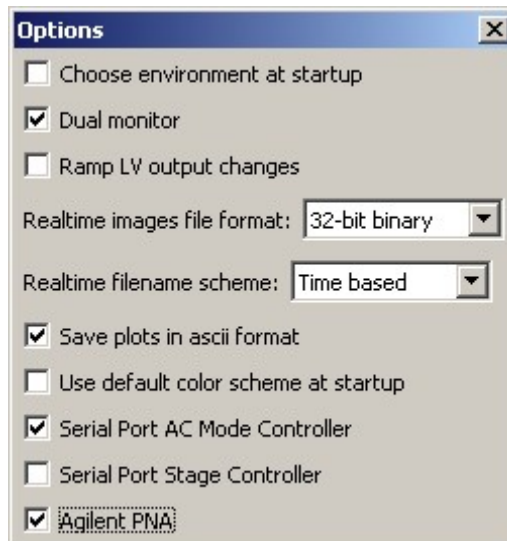 Options
Choose environment at startup
Dual monitor
Ramp LV output changes
Realtime images file format: 32-bit binary
Realtime filename scheme: Time based
Save plots in ascii format
Use default color scheme at startup
Serial Port AC Mode Controller
Serial Port Stage Controller
Agilent PNA